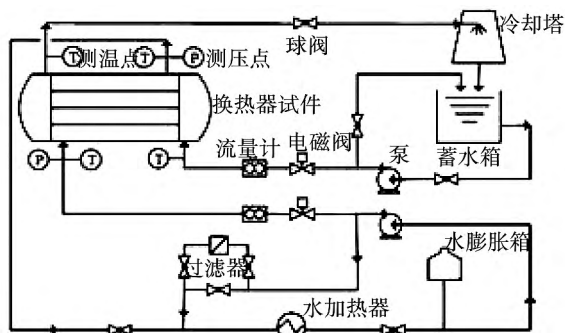 冷却塔
球阀
T 测温点 T P 测压点
换热器试件
P T T 流量计 电磁阀 泵 蓄水箱
水膨胀箱
过滤器
水加热器